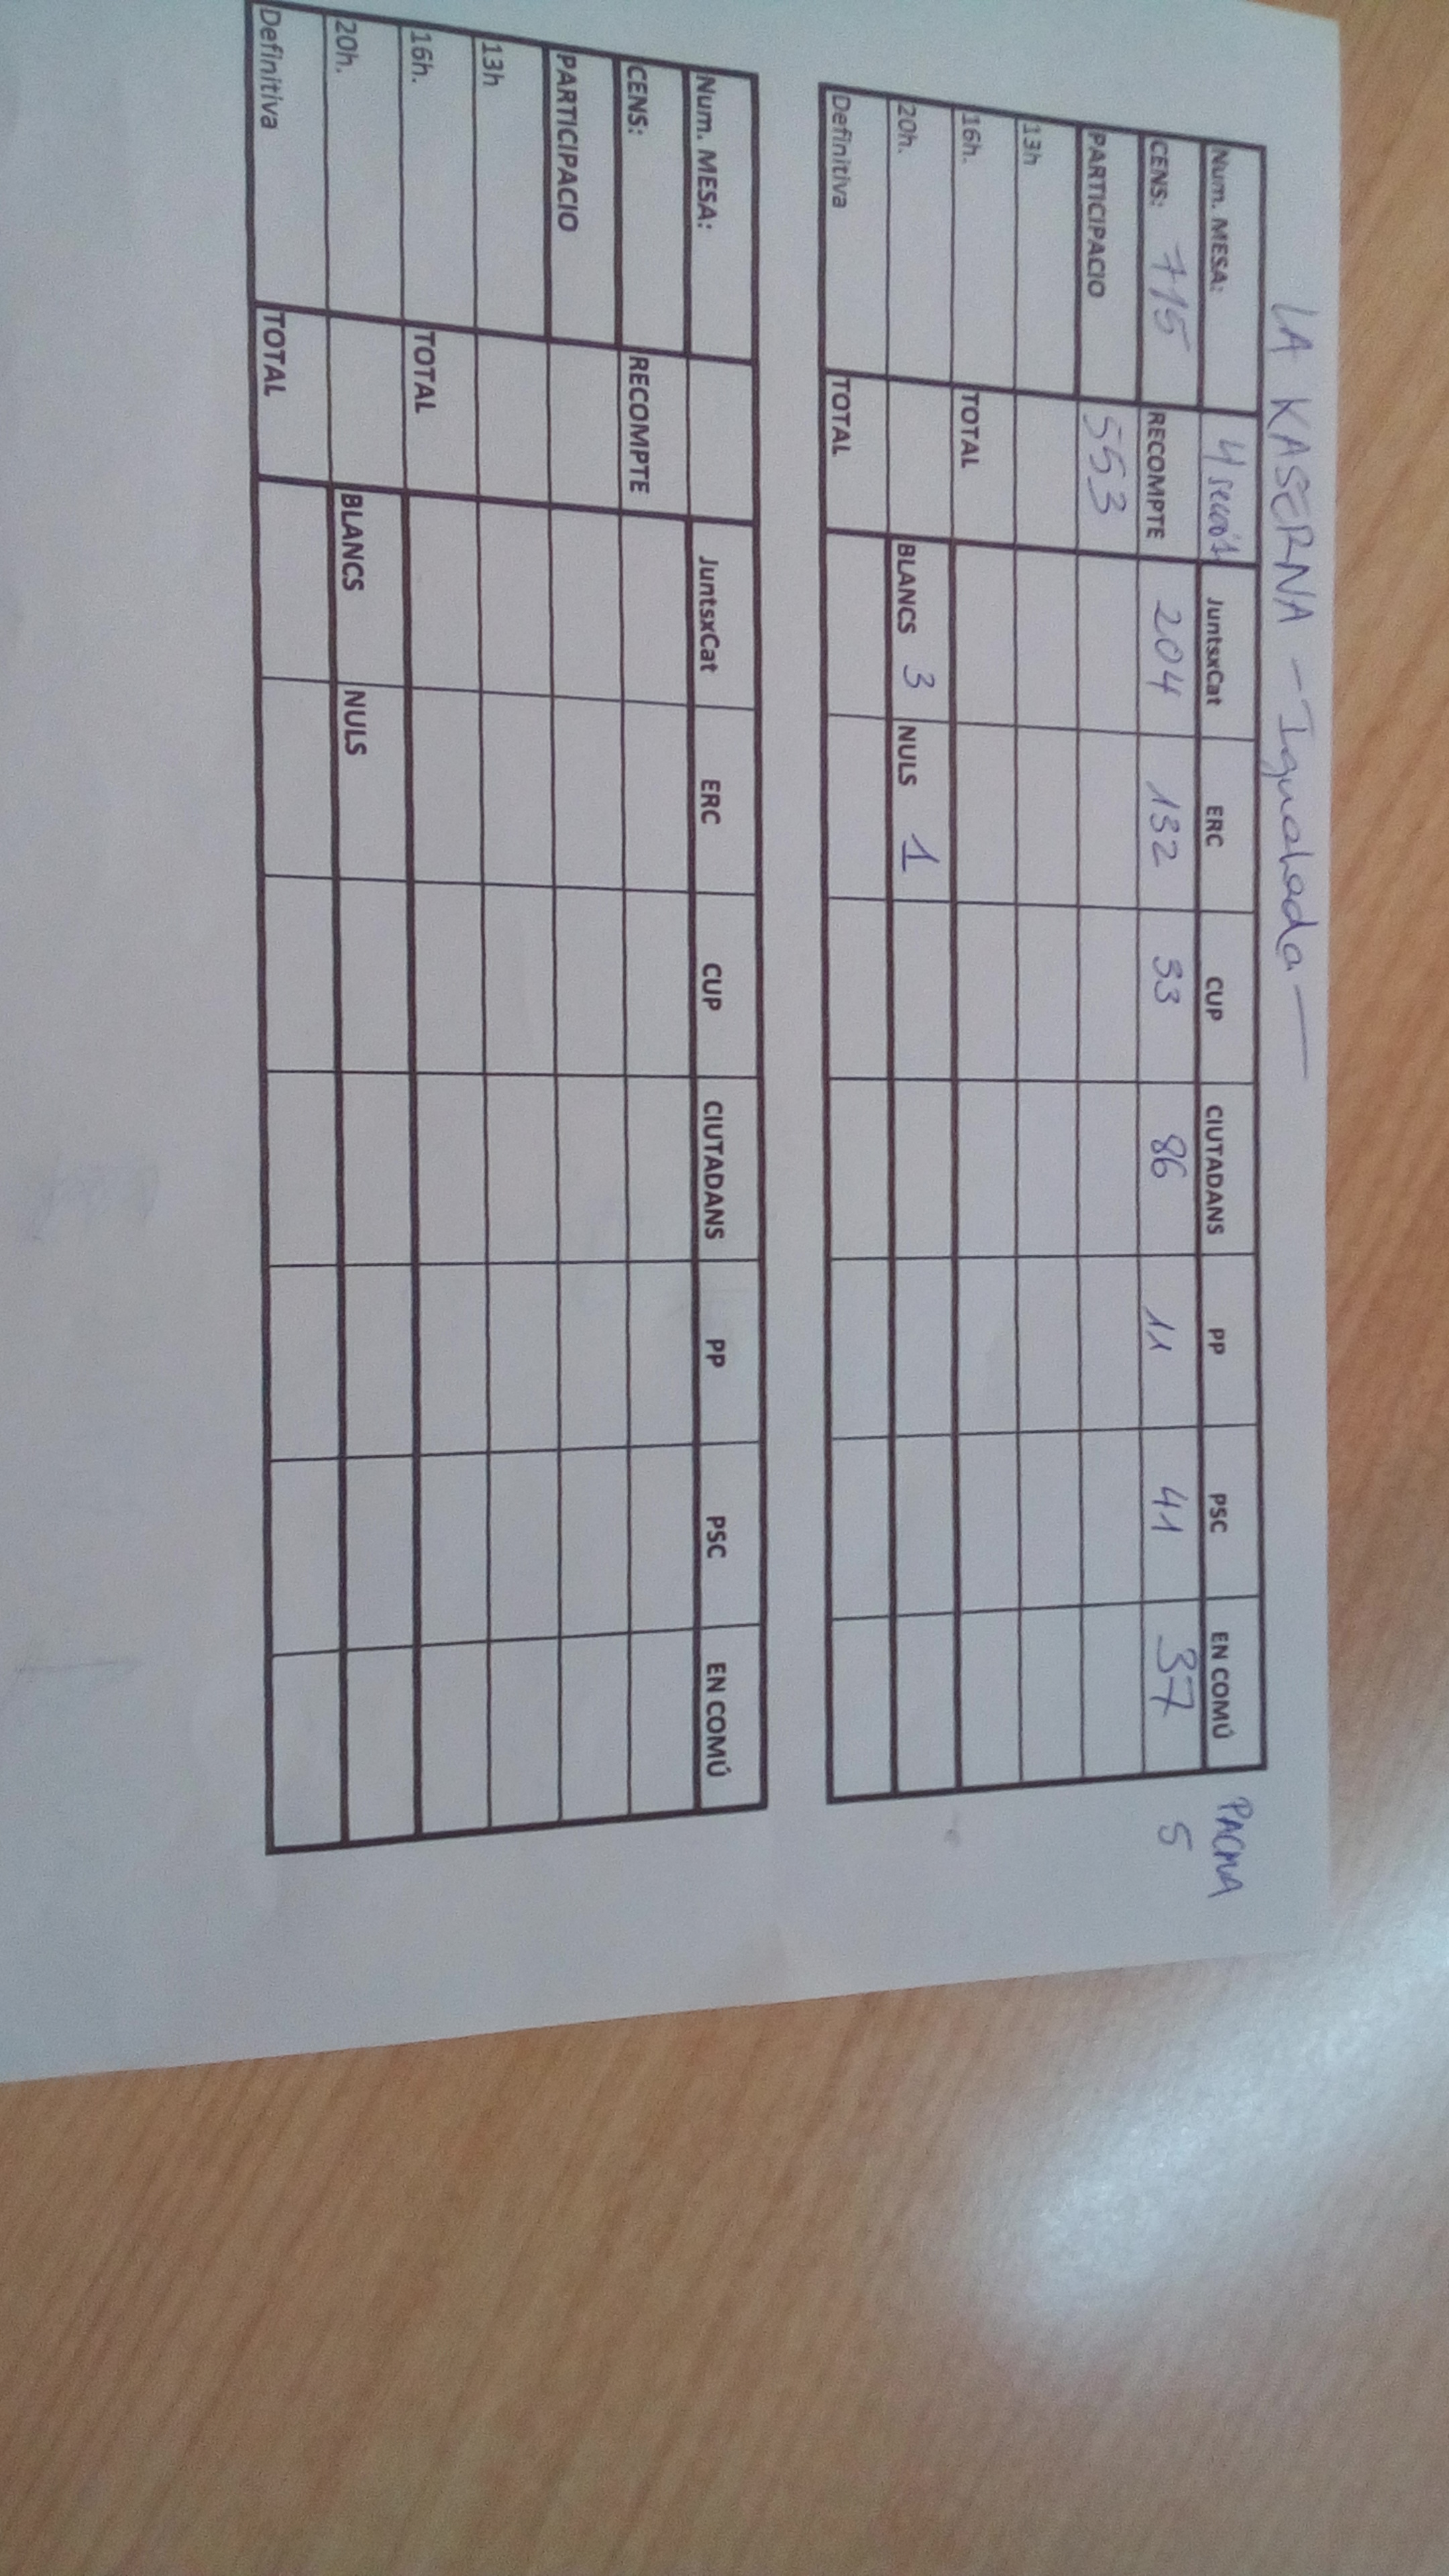 LA KASERNA - Igualada -
Num. MESA: JuntsxCat ERC CUP CIUTADANS PP PSC EN COMÚ PACMA
CENS: 715 RECOMPTE 204 132 33 86 11 41 37 5
PARTICIPACIO 553
13h
16h. TOTAL
20h. BLANCS 3 NULS 1
Definitiva TOTAL
Num. MESA: JuntsxCat ERC CUP CIUTADANS PP PSC EN COMÚ
CENS: RECOMPTE
PARTICIPACIO
13h
16h. TOTAL
20h. BLANCS NULS
Definitiva TOTAL